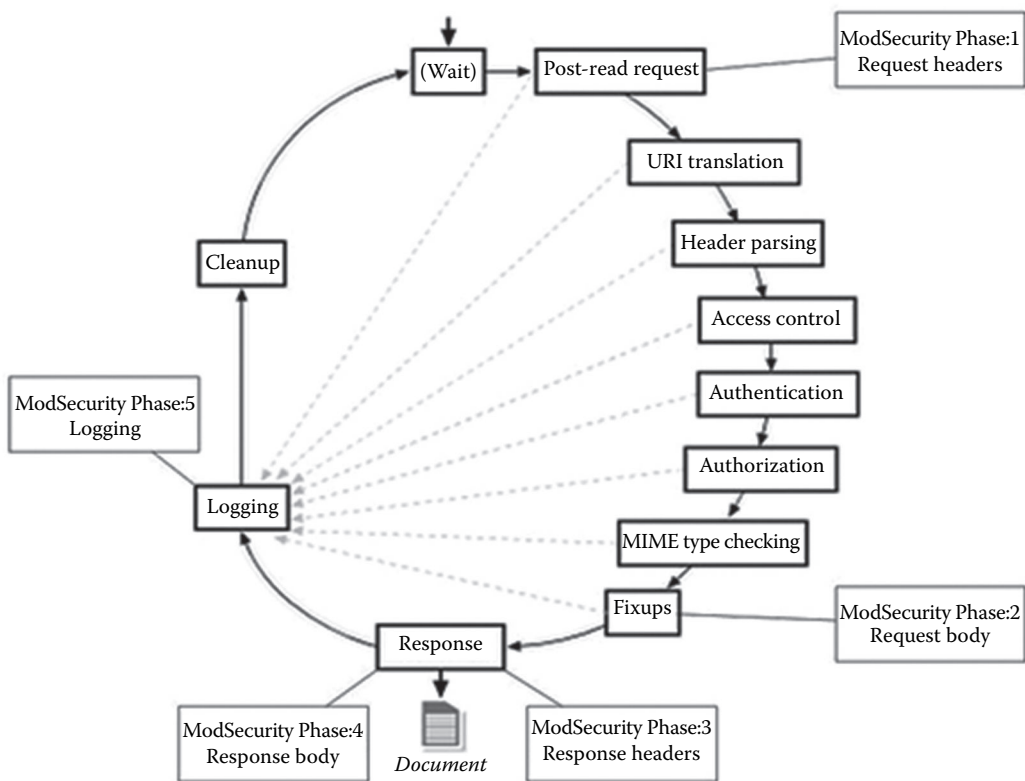 (Wait)
Post-read request
ModSecurity Phase:1
Request headers
URI translation
Header parsing
Cleanup
Access control
Authentication
ModSecurity Phase:5
Logging
Authorization
Logging
MIME type checking
Fixups
ModSecurity Phase:2
Request body
Response
ModSecurity Phase:4
Response body
Document
ModSecurity Phase:3
Response headers